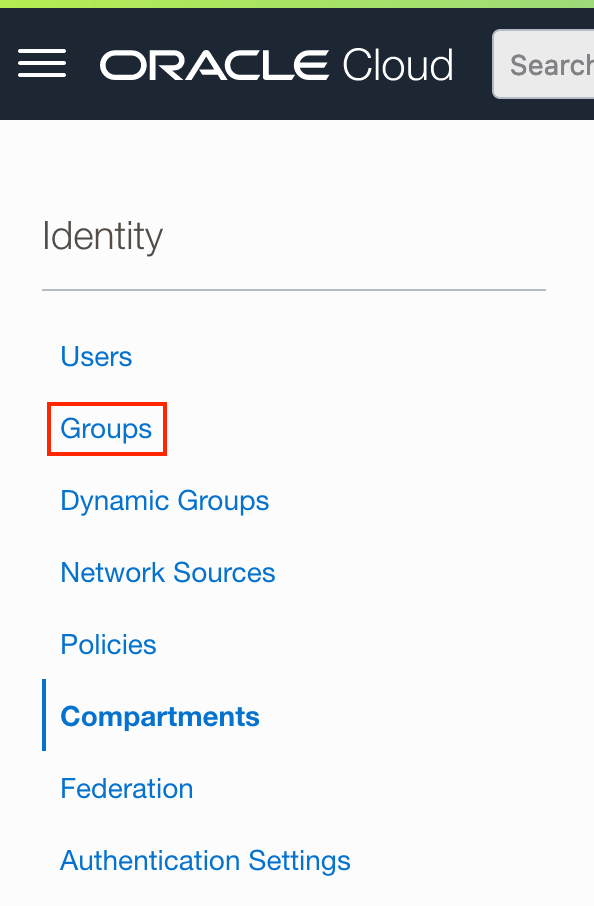 ORACLE Cloud
Search
Identity
Users
Groups
Dynamic Groups
Network Sources
Policies
Compartments
Federation
Authentication Settings